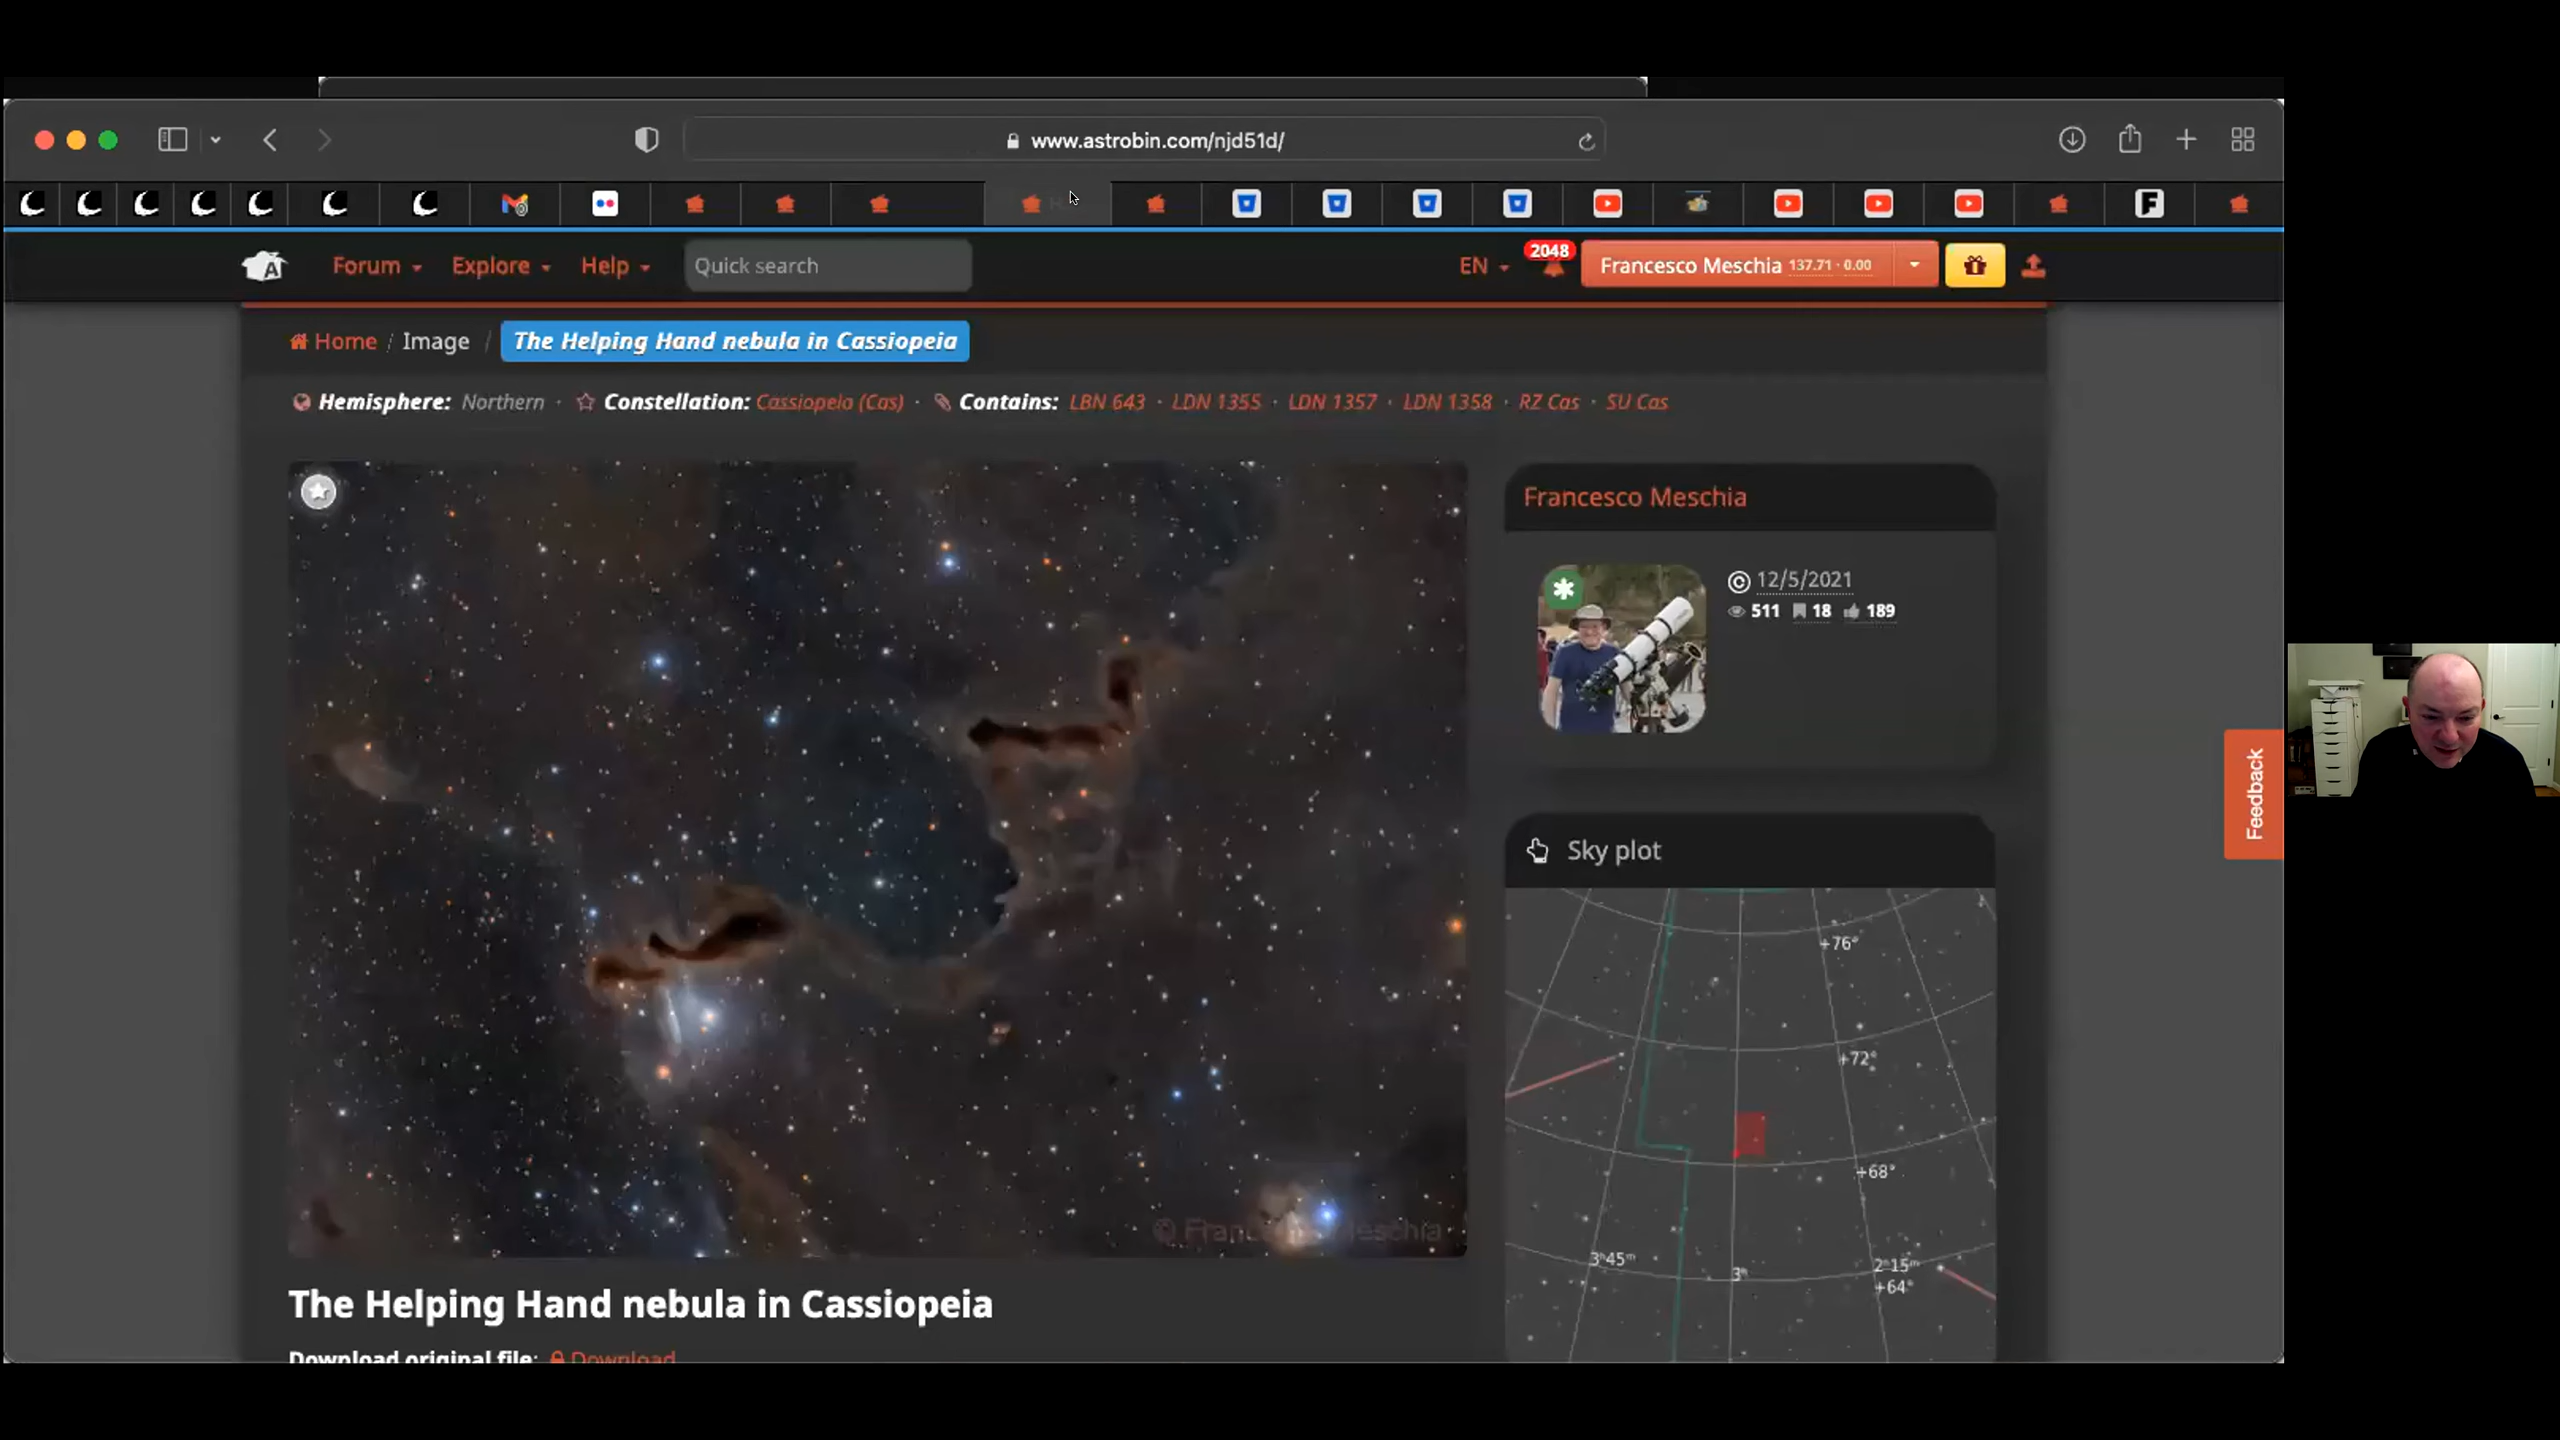 www.astrobin.com/njd51d/
Forum Explore Help Quick search EN 2048 Francesco Meschia 137.71 · 0.00
Home / Image / The Helping Hand nebula in Cassiopeia
Hemisphere: Northern · Constellation: Cassiopeia (Cas) · Contains: LBN 643 · LDN 1355 · LDN 1357 · LDN 1358 · RZ Cas · SU Cas
Francesco Meschia
© 12/5/2021
511 18 189
Feedback
Sky plot
+76°
+72°
+68°
3ʰ45ᵐ 3ʰ 2ʰ15ᵐ
+64°
© Francesco Meschia
The Helping Hand nebula in Cassiopeia
Download original file: Download